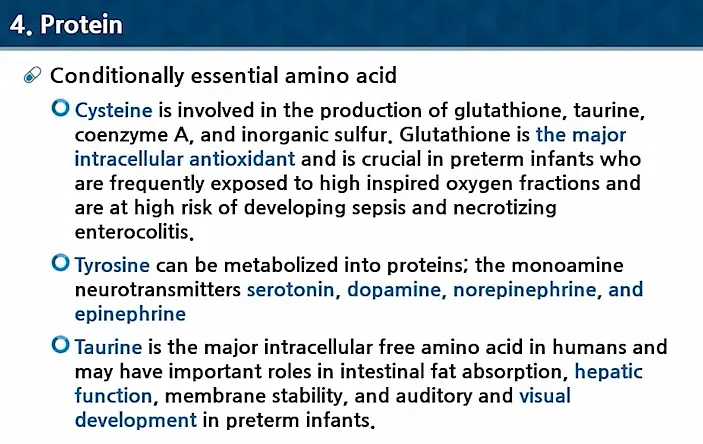 4. Protein
Conditionally essential amino acid
Cysteine is involved in the production of glutathione, taurine,
coenzyme A, and inorganic sulfur. Glutathione is the major
intracellular antioxidant and is crucial in preterm infants who
are frequently exposed to high inspired oxygen fractions and
are at high risk of developing sepsis and necrotizing
enterocolitis.
Tyrosine can be metabolized into proteins; the monoamine
neurotransmitters serotonin, dopamine, norepinephrine, and
epinephrine
Taurine is the major intracellular free amino acid in humans and
may have important roles in intestinal fat absorption, hepatic
function, membrane stability, and auditory and visual
development in preterm infants.